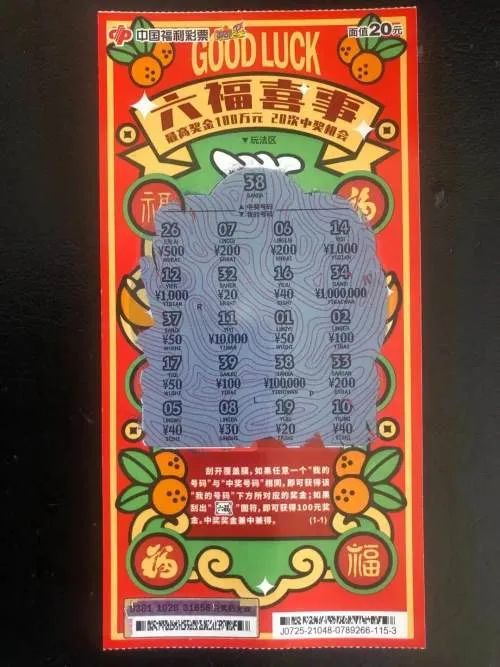 中国福利彩票
面值20元
GOOD LUCK
六福喜事
最高奖金100万元 20次中奖机会
▼玩法区
38
SANBA
▲中奖号码
▼我的号码
26 07 06 14
¥500 ¥200 ¥200 ¥1,000
12 32 16 34
¥1,000 ¥20 ¥40 ¥1,000,000
R
37 11 01 02
¥50 ¥10,000 ¥50 ¥100
17 39 38 33
¥50 ¥100 ¥100,000 ¥200
L P
05 08 19 10
¥40 ¥30 ¥20 ¥40
福 福
刮开覆盖膜,如果任意一个“我的
号码”与“中奖号码”相同,即可获得该
“我的号码”下方所对应的奖金;如果
刮出“六福”图符,即可获得100元奖
金。中奖奖金兼中兼得。 (1-1)
福 福
J0725-21048-0789266-115-3